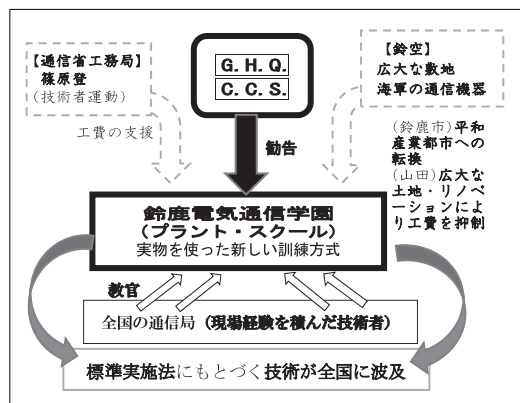 【逓信省工務局】
篠原登
(技術者運動)
工費の支援
G. H. Q.
C. C. S.
勧告
【鈴空】
広大な敷地
海軍の通信機器
(鈴鹿市)平和
産業都市への
転換
(山田)広大な
土地・リノベ
ーションによ
り工費を抑制
鈴鹿電気通信学園
(プラント・スクール)
実物を使った新しい訓練方式
教官
全国の通信局(現場経験を積んだ技術者)
標準実施法にもとづく技術が全国に波及